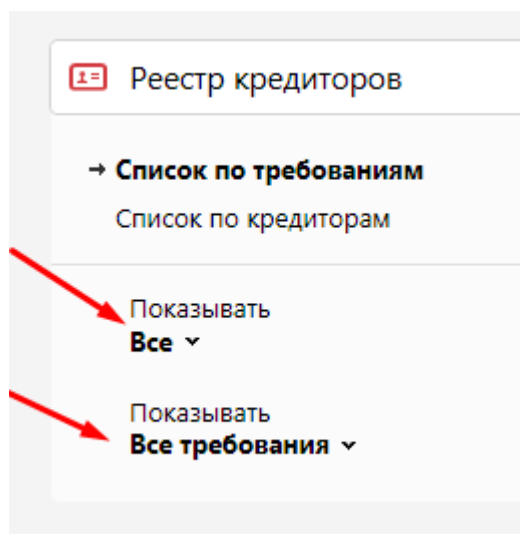 Реестр кредиторов
→ Список по требованиям
Список по кредиторам
Показывать
Все
Показывать
Все требования